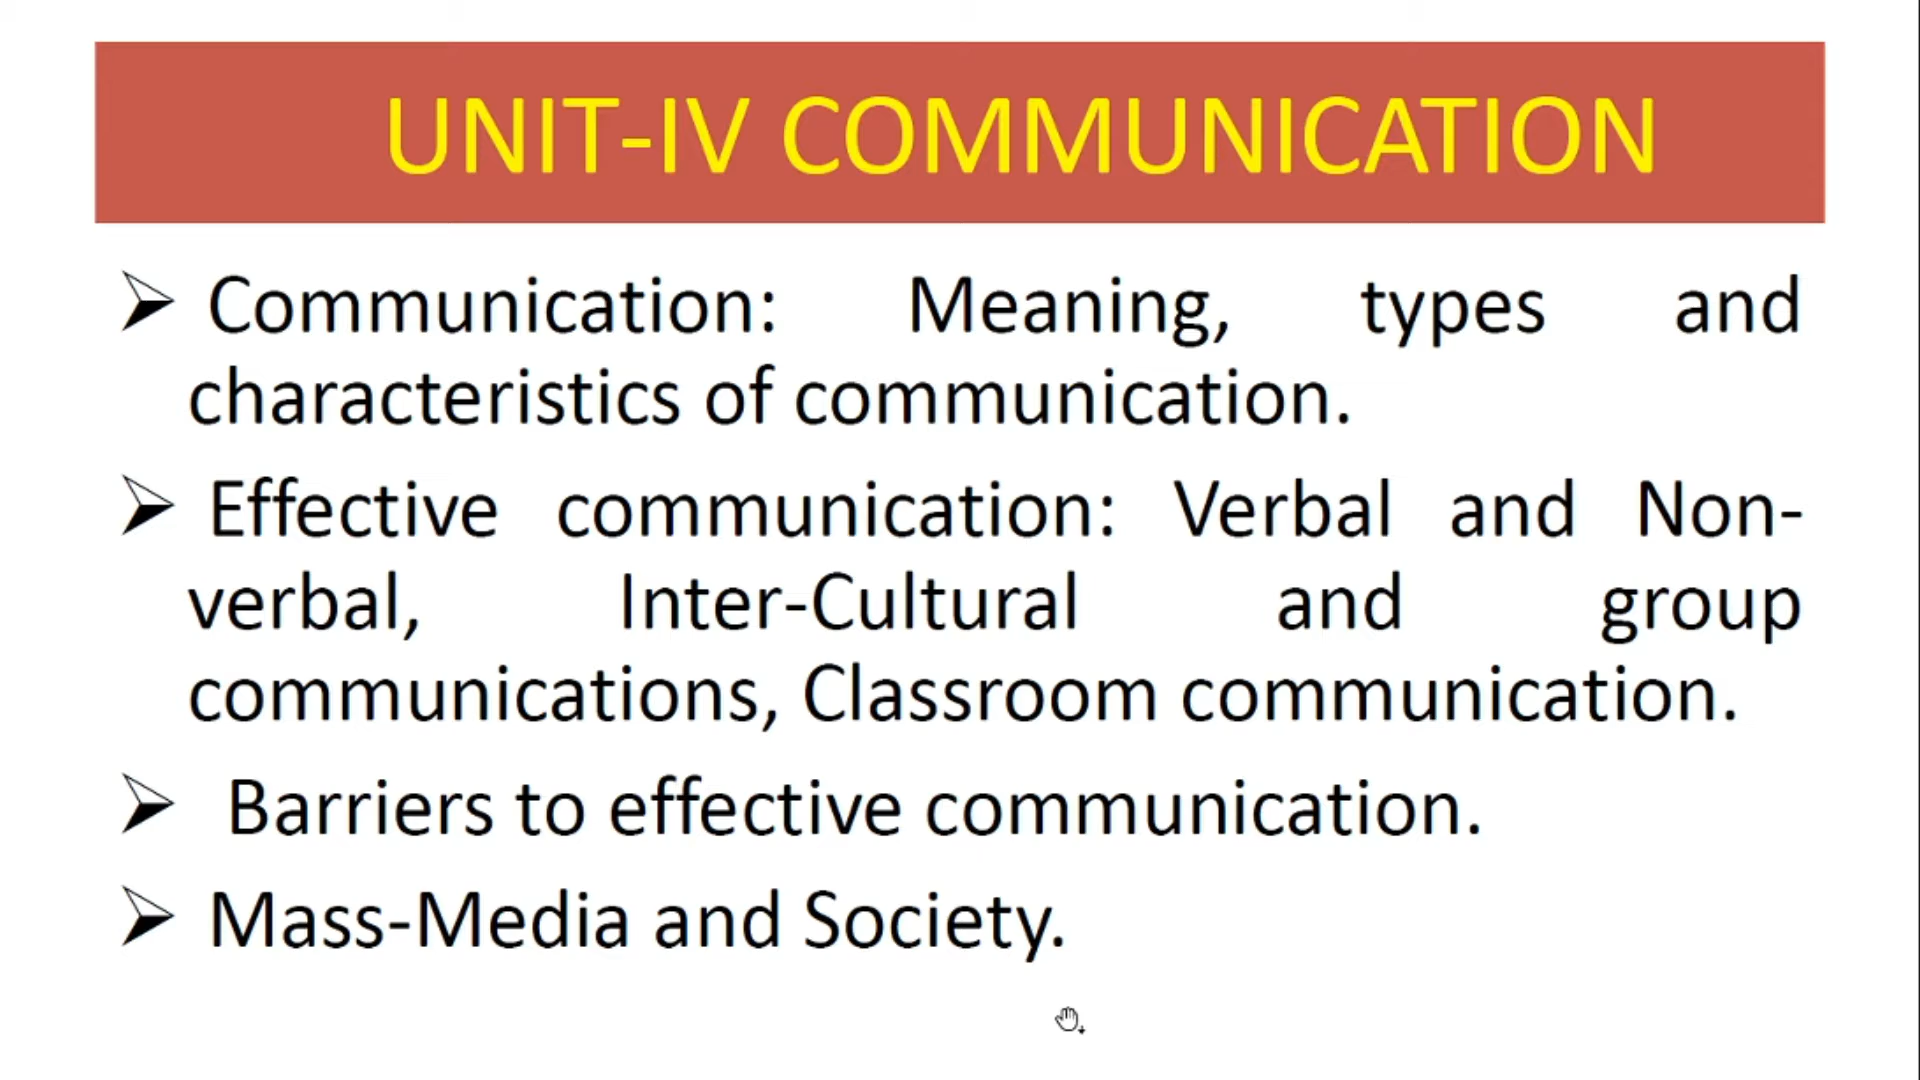 UNIT-IV COMMUNICATION
➢ Communication: Meaning, types and
characteristics of communication.
➢ Effective communication: Verbal and Non-
verbal, Inter-Cultural and group
communications, Classroom communication.
➢ Barriers to effective communication.
➢ Mass-Media and Society.